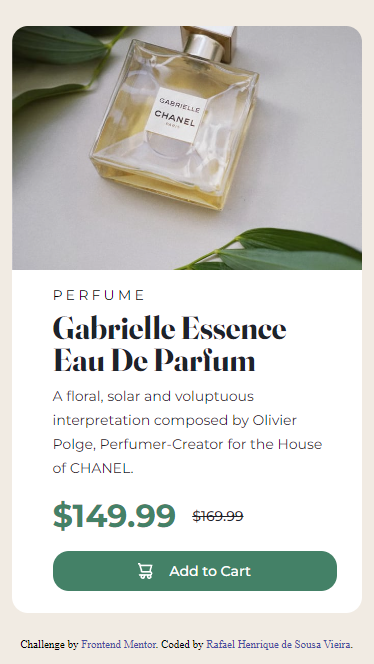 GABRIELLE
CHANEL
PARIS
PERFUME
Gabrielle Essence
Eau De Parfum
A floral, solar and voluptuous
interpretation composed by Olivier
Polge, Perfumer-Creator for the House
of CHANEL.
$149.99 $169.99
Add to Cart
Challenge by Frontend Mentor. Coded by Rafael Henrique de Sousa Vieira.